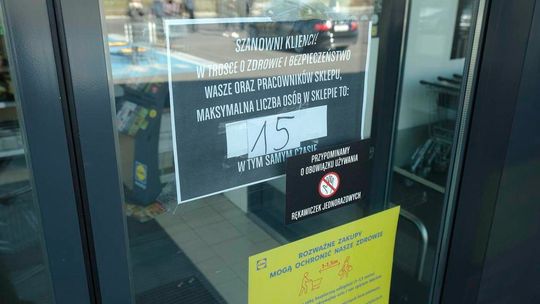 SZANOWNI KLIENCI!
W TROSCE O ZDROWIE I BEZPIECZEŃSTWO
WASZE ORAZ PRACOWNIKÓW SKLEPU,
MAKSYMALNA LICZBA OSÓB W SKLEPIE TO:
15
W TYM SAMYM CZASIE
PRZYPOMINAMY
O OBOWIĄZKU UŻYWANIA
RĘKAWICZEK JEDNORAZOWYCH
ROZWAŻNE ZAKUPY
MOGĄ OCHRONIĆ NASZE ZDROWIE